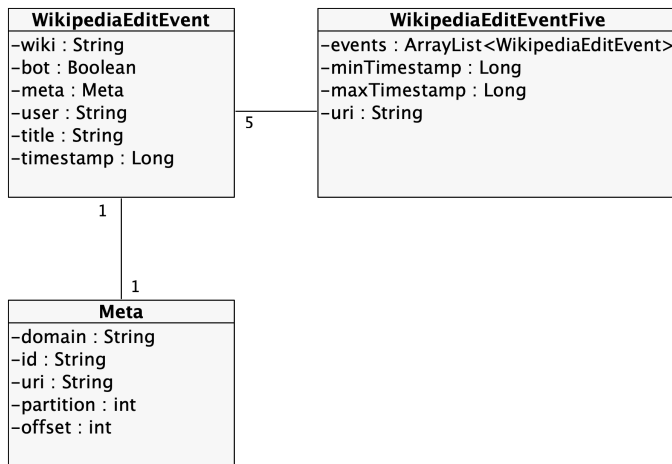 WikipediaEditEvent
-wiki : String
-bot : Boolean
-meta : Meta
-user : String
-title : String
-timestamp : Long
WikipediaEditEventFive
-events : ArrayList<WikipediaEditEvent>
-minTimestamp : Long
-maxTimestamp : Long
-uri : String
5
1
1
Meta
-domain : String
-id : String
-uri : String
-partition : int
-offset : int